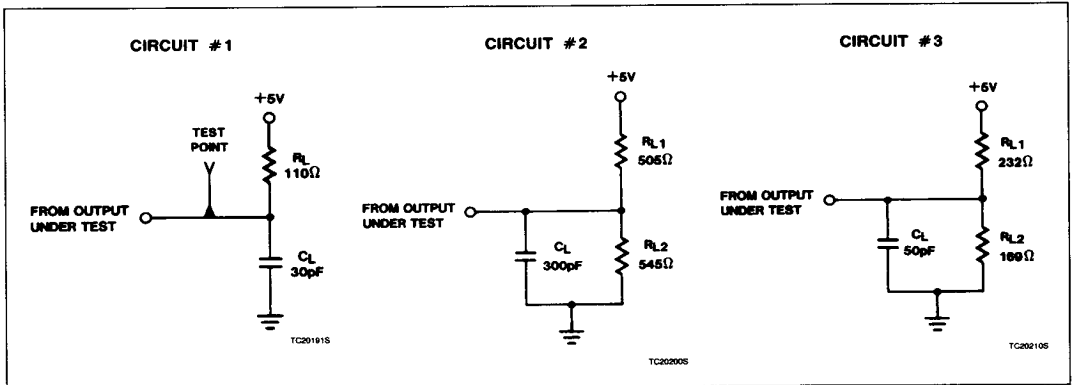 CIRCUIT #1
+5V
TEST
POINT
RL
110Ω
FROM OUTPUT
UNDER TEST
CL
30pF
TC20191S
CIRCUIT #2
+5V
RL1
505Ω
FROM OUTPUT
UNDER TEST
CL
300pF
RL2
545Ω
TC20200S
CIRCUIT #3
+5V
RL1
232Ω
FROM OUTPUT
UNDER TEST
CL
50pF
RL2
169Ω
TC20210S